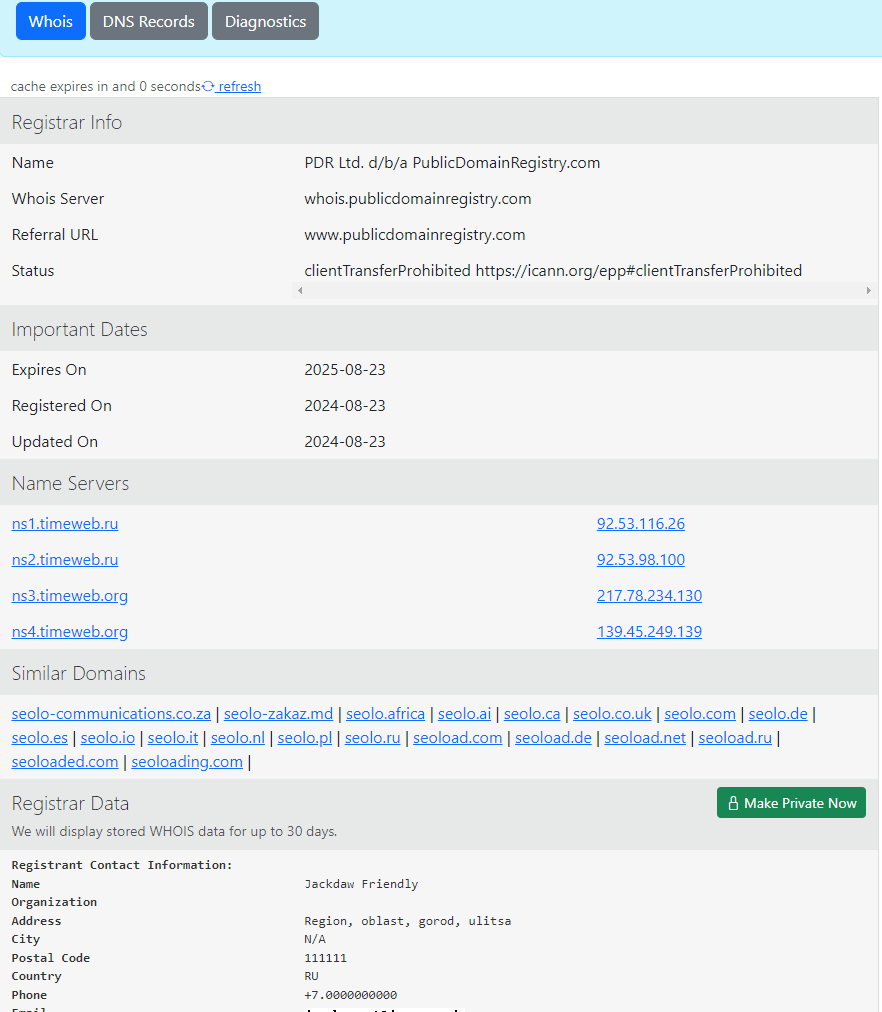 Whois DNS Records Diagnostics
cache expires in and 0 seconds refresh
Registrar Info
Name PDR Ltd. d/b/a PublicDomainRegistry.com
Whois Server whois.publicdomainregistry.com
Referral URL www.publicdomainregistry.com
Status clientTransferProhibited https://icann.org/epp#clientTransferProhibited
Important Dates
Expires On 2025-08-23
Registered On 2024-08-23
Updated On 2024-08-23
Name Servers
ns1.timeweb.ru 92.53.116.26
ns2.timeweb.ru 92.53.98.100
ns3.timeweb.org 217.78.234.130
ns4.timeweb.org 139.45.249.139
Similar Domains
seolo-communications.co.za | seolo-zakaz.md | seolo.africa | seolo.ai | seolo.ca | seolo.co.uk | seolo.com | seolo.de |
seolo.es | seolo.io | seolo.it | seolo.nl | seolo.pl | seolo.ru | seoload.com | seoload.de | seoload.net | seoload.ru |
seoloaded.com | seoloading.com |
Registrar Data Make Private Now
We will display stored WHOIS data for up to 30 days.
Registrant Contact Information:
Name Jackdaw Friendly
Organization
Address Region, oblast, gorod, ulitsa
City N/A
Postal Code 111111
Country RU
Phone +7.0000000000